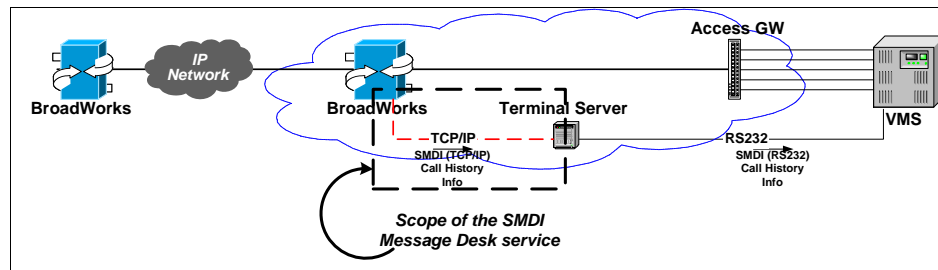 Access GW
IP
Network
BroadWorks
BroadWorks
Terminal Server
VMS
TCP/IP
SMDI (TCP/IP)
Call History
Info
RS232
SMDI (RS232)
Call History
Info
Scope of the SMDI
Message Desk service